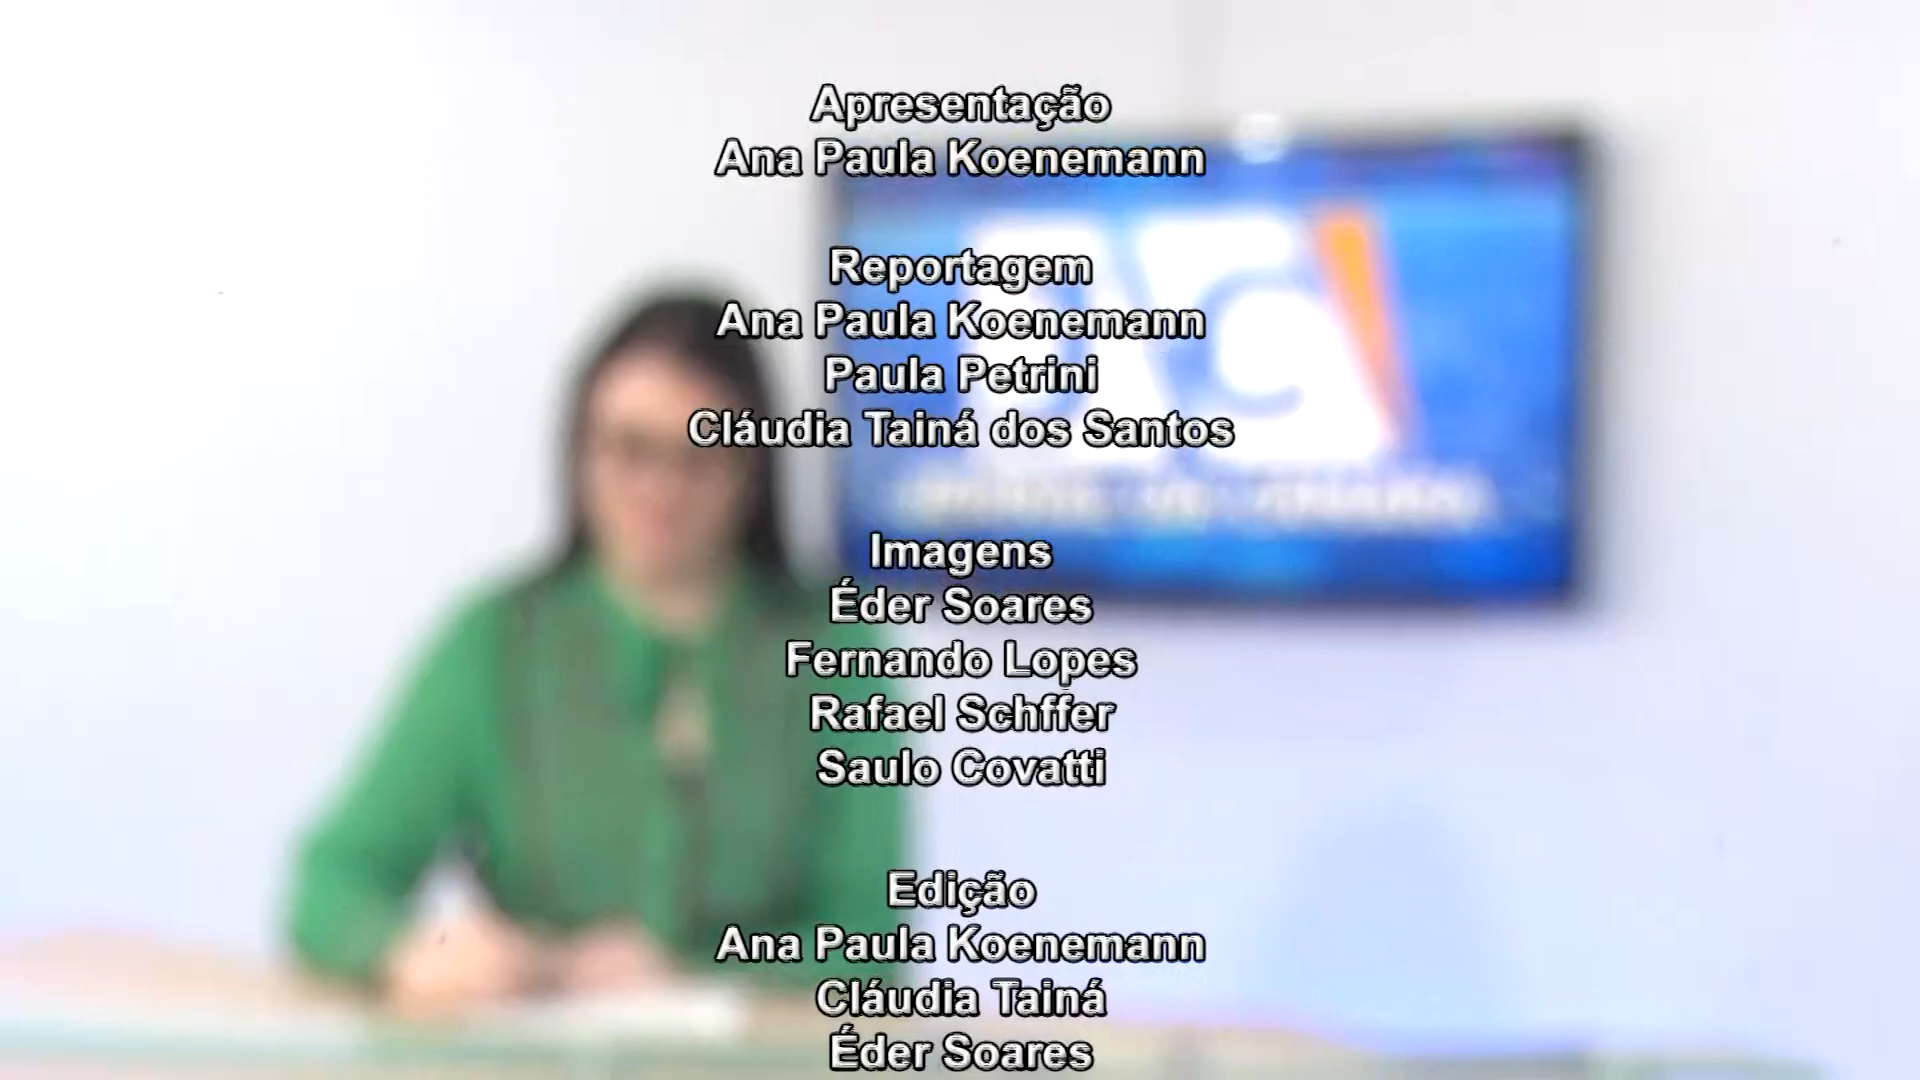 Apresentação
Ana Paula Koenemann
Reportagem
Ana Paula Koenemann
Paula Petrini
Cláudia Tainá dos Santos
Imagens
Éder Soares
Fernando Lopes
Rafael Schffer
Saulo Covatti
Edição
Ana Paula Koenemann
Cláudia Tainá
Éder Soares